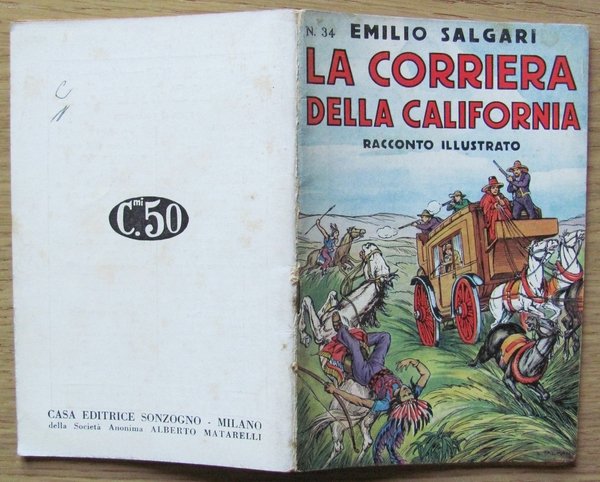 C.mi 50
CASA EDITRICE SONZOGNO - MILANO
della Società Anonima ALBERTO MATARELLI
N. 34 EMILIO SALGARI
LA CORRIERA
DELLA CALIFORNIA
RACCONTO ILLUSTRATO